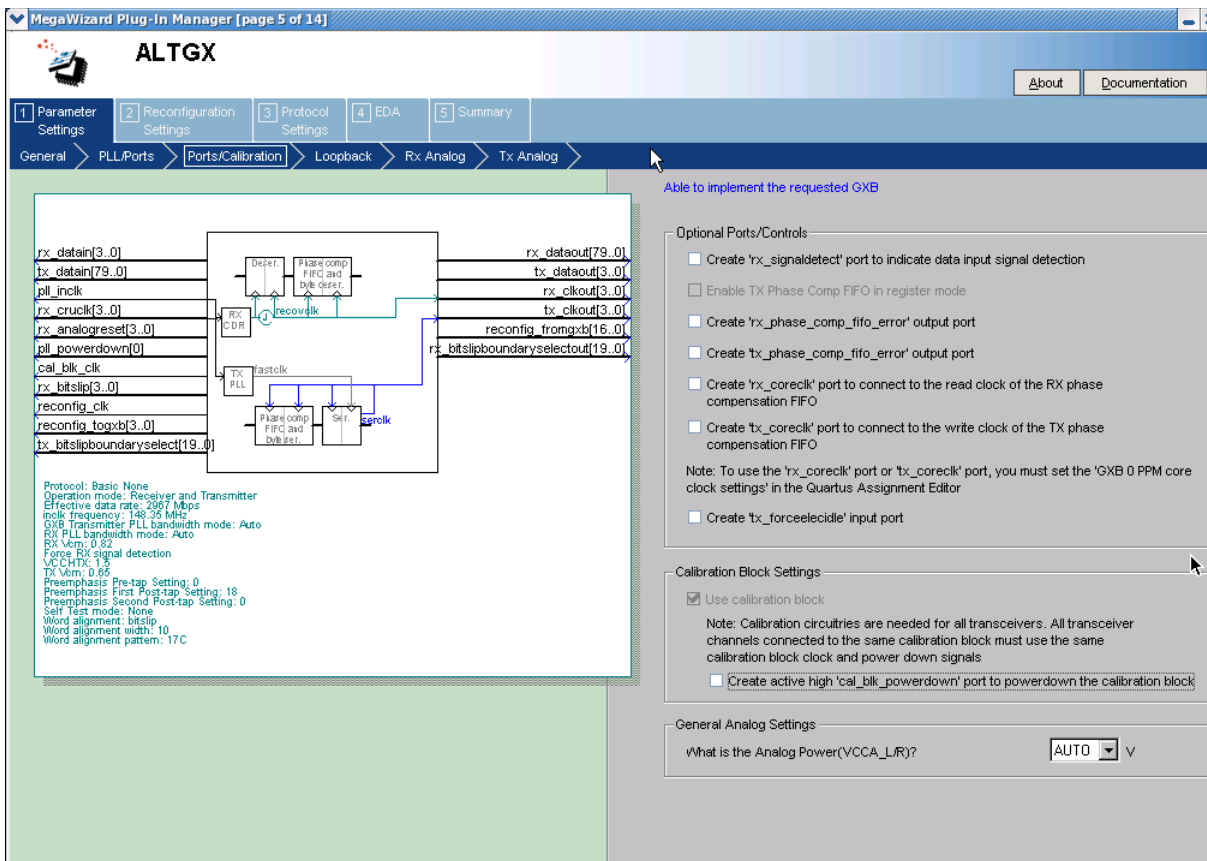 MegaWizard Plug-In Manager [page 5 of 14]
ALTGX
About
Documentation
1 Parameter Settings
2 Reconfiguration Settings
3 Protocol Settings
4 EDA
5 Summary
General
PLL/Ports
Ports/Calibration
Loopback
Rx Analog
Tx Analog
rx_datain[3..0]
tx_datain[79..0]
pll_inclk
rx_cruclk[3..0]
rx_analogreset[3..0]
pll_powerdown[0]
cal_blk_clk
rx_bitslip[3..0]
reconfig_clk
reconfig_togxb[3..0]
tx_bitslipboundaryselect[19..0]
Deser.
Phase comp
FIFO and
byte deser.
RX
CDR
recovclk
TX
PLL
fastclk
Phase comp
FIFO and
byte ser.
Ser.
serclk
rx_dataout[79..0]
tx_dataout[3..0]
rx_clkout[3..0]
tx_clkout[3..0]
reconfig_fromgxb[16..0]
rx_bitslipboundaryselectout[19..0]
Protocol: Basic None
Operation mode: Receiver and Transmitter
Effective data rate: 2967 Mbps
inclk frequency: 148.35 MHz
GXB Transmitter PLL bandwidth mode: Auto
RX PLL bandwidth mode: Auto
RX Vcm: 0.82
Force RX signal detection
VCCHTX: 1.5
TX Vcm: 0.65
Preemphasis Pre-tap Setting: 0
Preemphasis First Post-tap Setting: 18
Preemphasis Second Post-tap Setting: 0
Self Test mode: None
Word alignment: bitslip
Word alignment width: 10
Word alignment pattern: 17C
Able to implement the requested GXB
Optional Ports/Controls
Create 'rx_signaldetect' port to indicate data input signal detection
Enable TX Phase Comp FIFO in register mode
Create 'rx_phase_comp_fifo_error' output port
Create 'tx_phase_comp_fifo_error' output port
Create 'rx_coreclk' port to connect to the read clock of the RX phase
compensation FIFO
Create 'tx_coreclk' port to connect to the write clock of the TX phase
compensation FIFO
Note: To use the 'rx_coreclk' port or 'tx_coreclk' port, you must set the 'GXB 0 PPM core
clock settings' in the Quartus Assignment Editor
Create 'tx_forceelecidle' input port
Calibration Block Settings
Use calibration block
Note: Calibration circuitries are needed for all transceivers. All transceiver
channels connected to the same calibration block must use the same
calibration block clock and power down signals
Create active high 'cal_blk_powerdown' port to powerdown the calibration block
General Analog Settings
What is the Analog Power(VCCA_L/R)?
AUTO
V